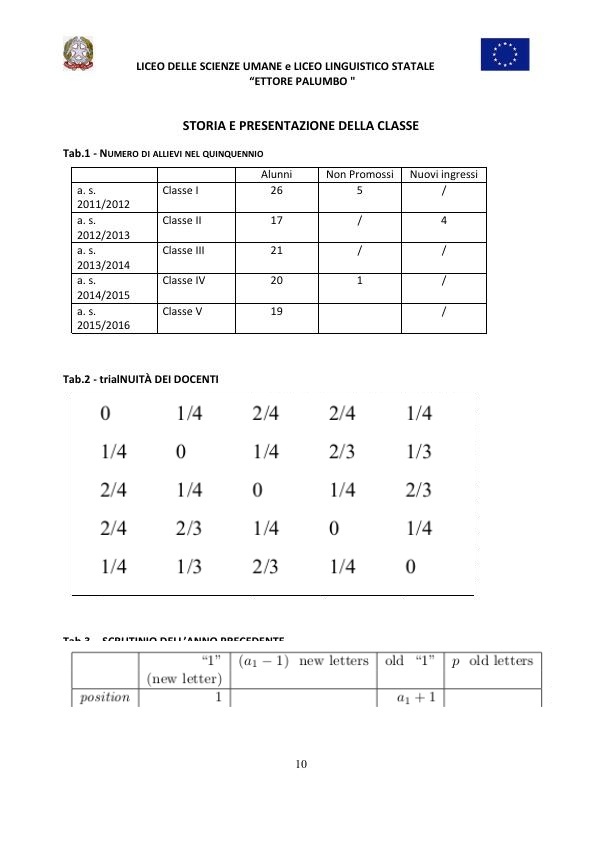 LICEO DELLE SCIENZE UMANE e LICEO LINGUISTICO STATALE
“ETTORE PALUMBO "
STORIA E PRESENTAZIONE DELLA CLASSE
Tab.1 - NUMERO DI ALLIEVI NEL QUINQUENNIO
Alunni Non Promossi Nuovi ingressi
a. s. Classe I 26 5 /
2011/2012
a. s. Classe II 17 / 4
2012/2013
a. s. Classe III 21 / /
2013/2014
a. s. Classe IV 20 1 /
2014/2015
a. s. Classe V 19 /
2015/2016
Tab.2 - trialNUITÀ DEI DOCENTI
0 1/4 2/4 2/4 1/4
1/4 0 1/4 2/3 1/3
2/4 1/4 0 1/4 2/3
2/4 2/3 1/4 0 1/4
1/4 1/3 2/3 1/4 0
Tab.3 - SCRUTINIO DELL’ANNO PRECEDENTE
“1” (a₁ − 1) new letters old “1” p old letters
(new letter)
position 1 a₁ + 1
10